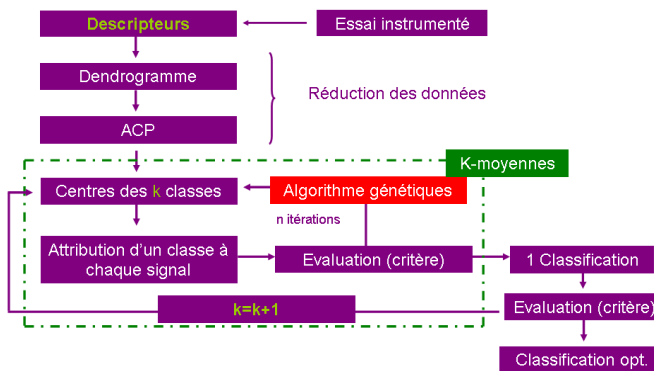 Descripteurs
Essai instrumenté
Dendrogramme
Réduction des données
ACP
K-moyennes
Centres des k classes
Algorithme génétiques
n itérations
Attribution d'un classe à
chaque signal
Evaluation (critère)
1 Classification
k=k+1
Evaluation (critère)
Classification opt.